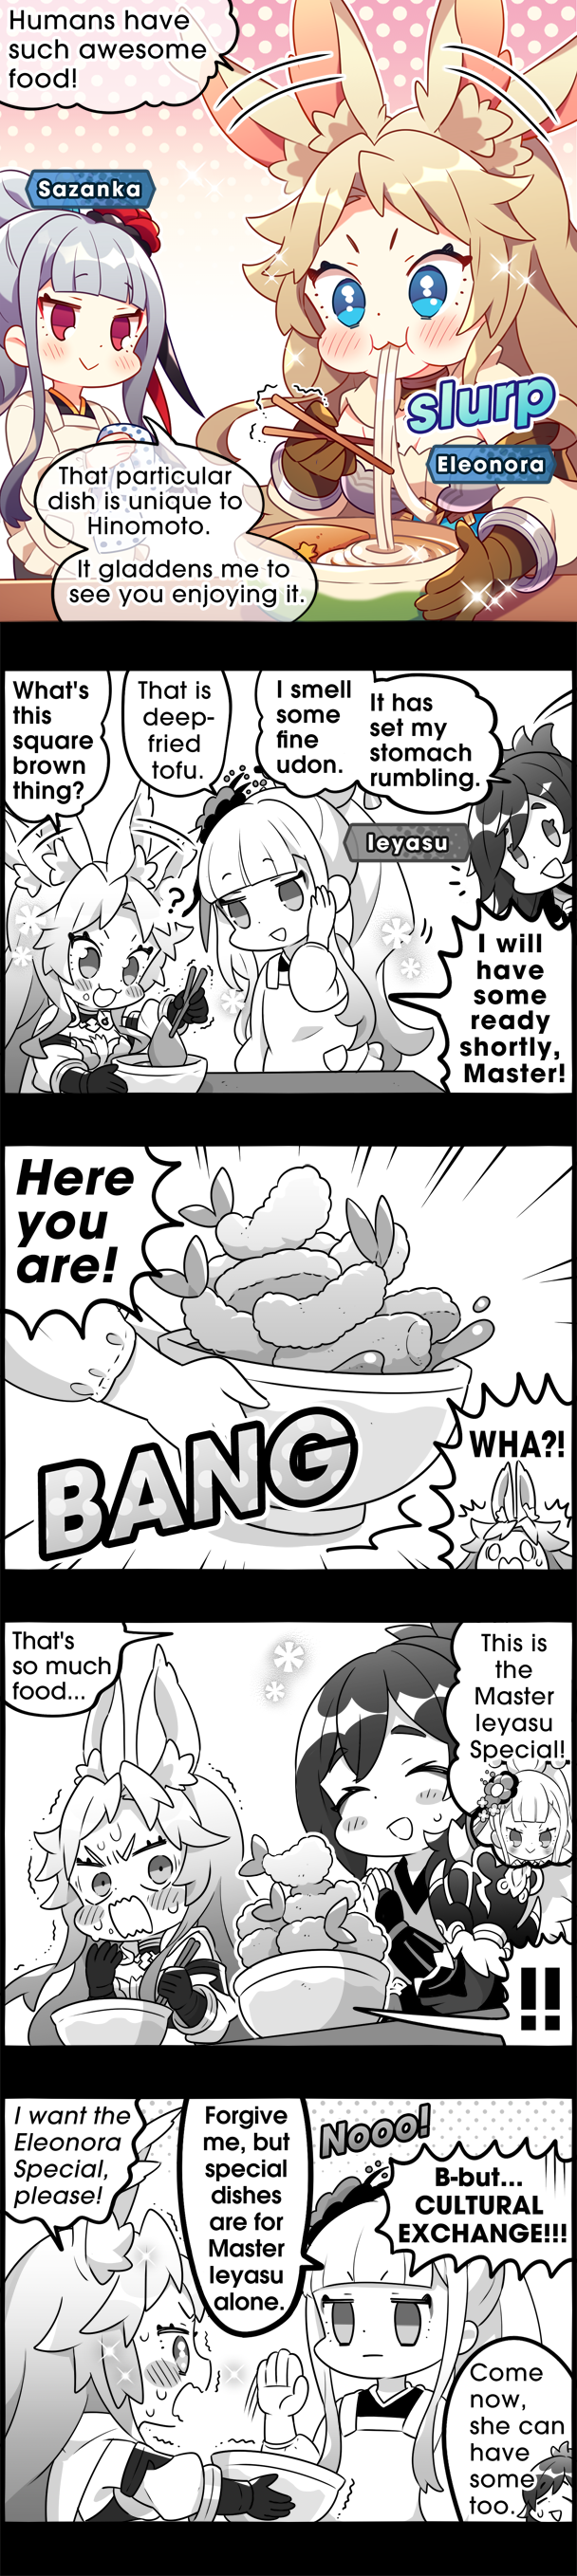 Humans have
such awesome
food!
Sazanka
slurp
Eleonora
That particular
dish is unique to
Hinomoto.
It gladdens me to
see you enjoying it.
What's
this
square
brown
thing?
That is
deep-
fried
tofu.
I smell
some
fine
udon.
It has
set my
stomach
rumbling.
Ieyasu
?
I will
have
some
ready
shortly,
Master!
Here
you
are!
BANG
WHA?!
That's
so much
food...
This is
the
Master
Ieyasu
Special!
!!
I want the
Eleonora
Special,
please!
Forgive
me, but
special
dishes
are for
Master
Ieyasu
alone.
Nooo!
B-but...
CULTURAL
EXCHANGE!!!
Come
now,
she can
have
some,
too.